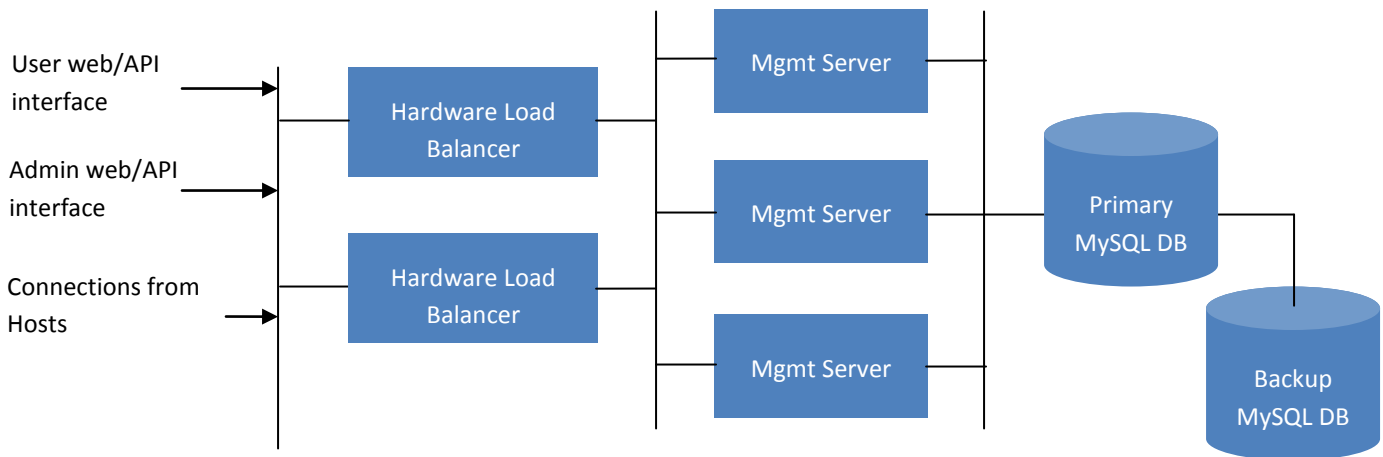 User web/API
interface
Admin web/API
interface
Connections from
Hosts
Hardware Load
Balancer
Hardware Load
Balancer
Mgmt Server
Mgmt Server
Mgmt Server
Primary
MySQL DB
Backup
MySQL DB